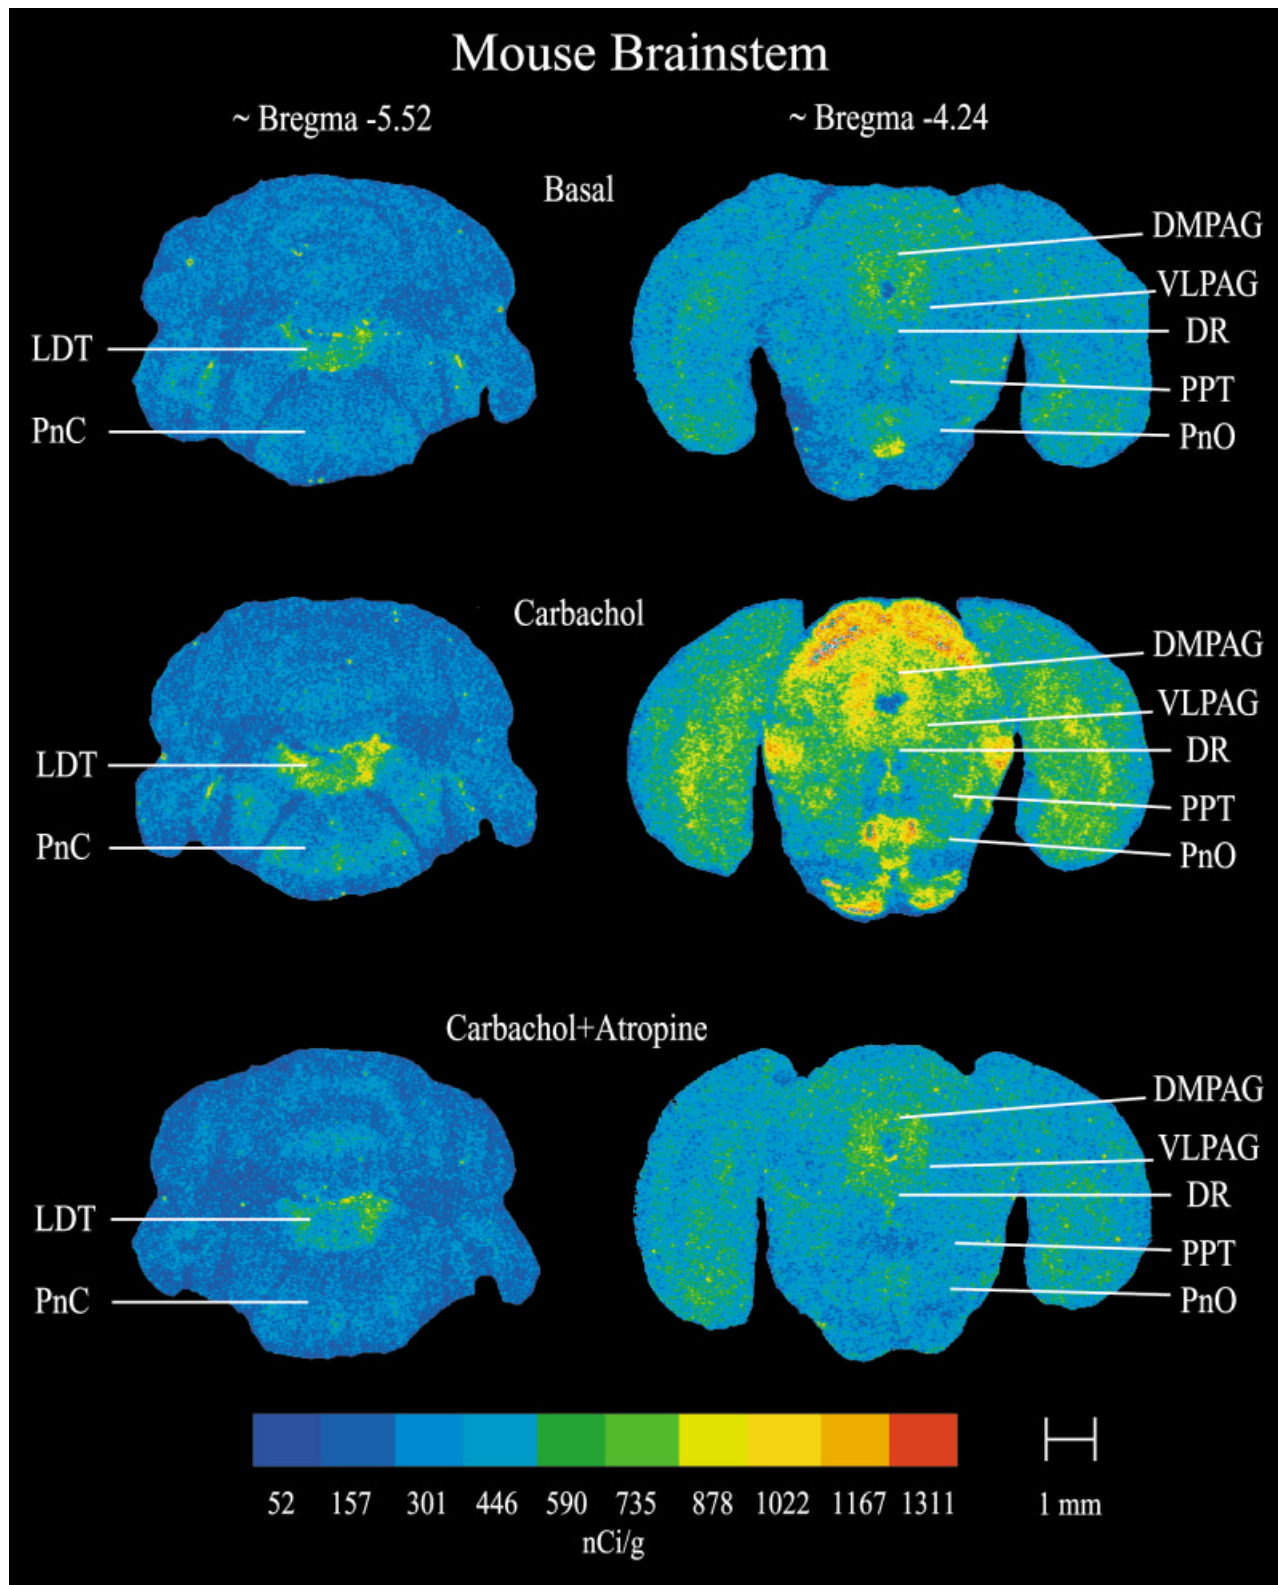 Mouse Brainstem
~ Bregma -5.52
~ Bregma -4.24
Basal
DMPAG
VLPAG
DR
PPT
PnO
LDT
PnC
Carbachol
DMPAG
VLPAG
DR
PPT
PnO
LDT
PnC
Carbachol+Atropine
DMPAG
VLPAG
DR
PPT
PnO
LDT
PnC
52 157 301 446 590 735 878 1022 1167 1311
nCi/g
1 mm